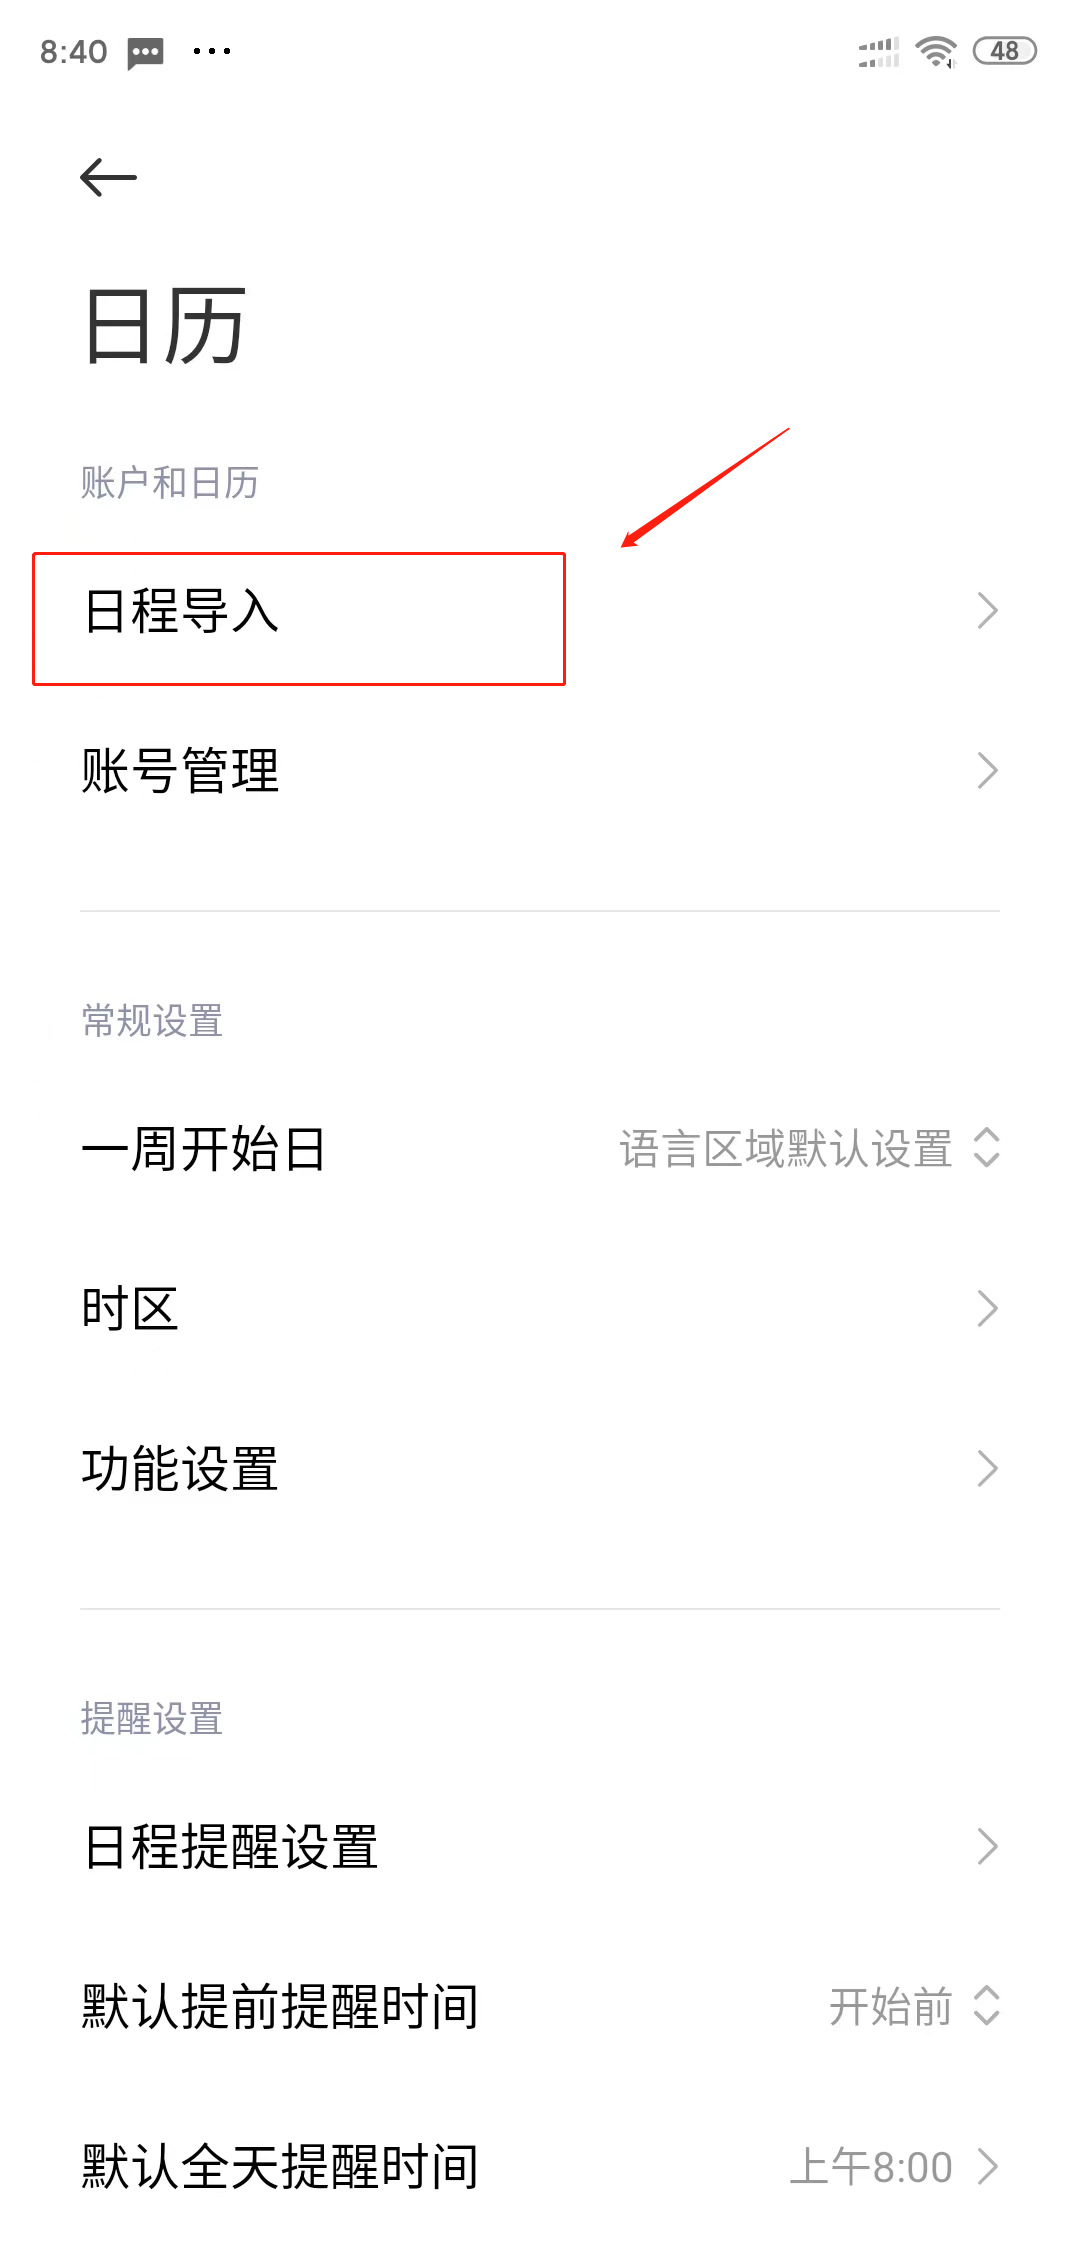 8:40
48
日历
账户和日历
日程导入
账号管理
常规设置
一周开始日 语言区域默认设置
时区
功能设置
提醒设置
日程提醒设置
默认提前提醒时间 开始前
默认全天提醒时间 上午8:00